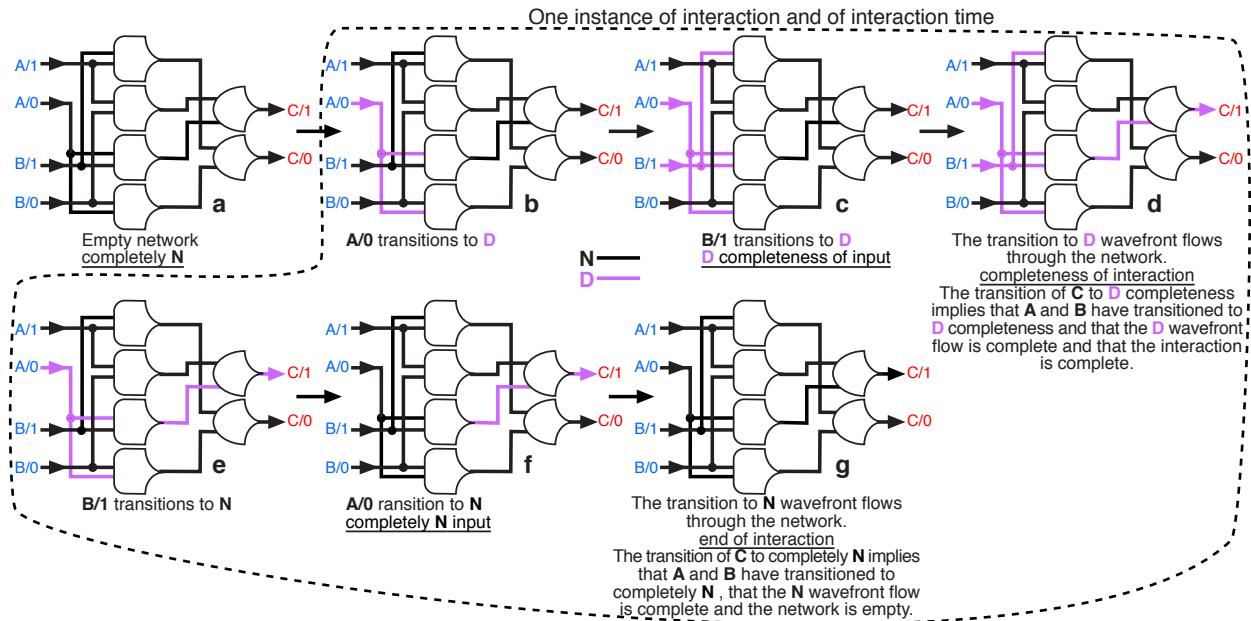 One instance of interaction and of interaction time
A/1
A/0
B/1
B/0
C/1
C/0
a
Empty network
completely N
A/1
A/0
B/1
B/0
C/1
C/0
b
A/0 transitions to D
A/1
A/0
B/1
B/0
C/1
C/0
c
B/1 transitions to D
D completeness of input
A/1
A/0
B/1
B/0
C/1
C/0
d
The transition to D wavefront flows
through the network.
completeness of interaction
The transition of C to D completeness
implies that A and B have transitioned to
D completeness and that the D wavefront
flow is complete and that the interaction
is complete.
N
D
A/1
A/0
B/1
B/0
C/1
C/0
e
B/1 transitions to N
A/1
A/0
B/1
B/0
C/1
C/0
f
A/0 ransition to N
completely N input
A/1
A/0
B/1
B/0
C/1
C/0
g
The transition to N wavefront flows
through the network.
end of interaction
The transition of C to completely N implies
that A and B have transitioned to
completely N , that the N wavefront flow
is complete and the network is empty.